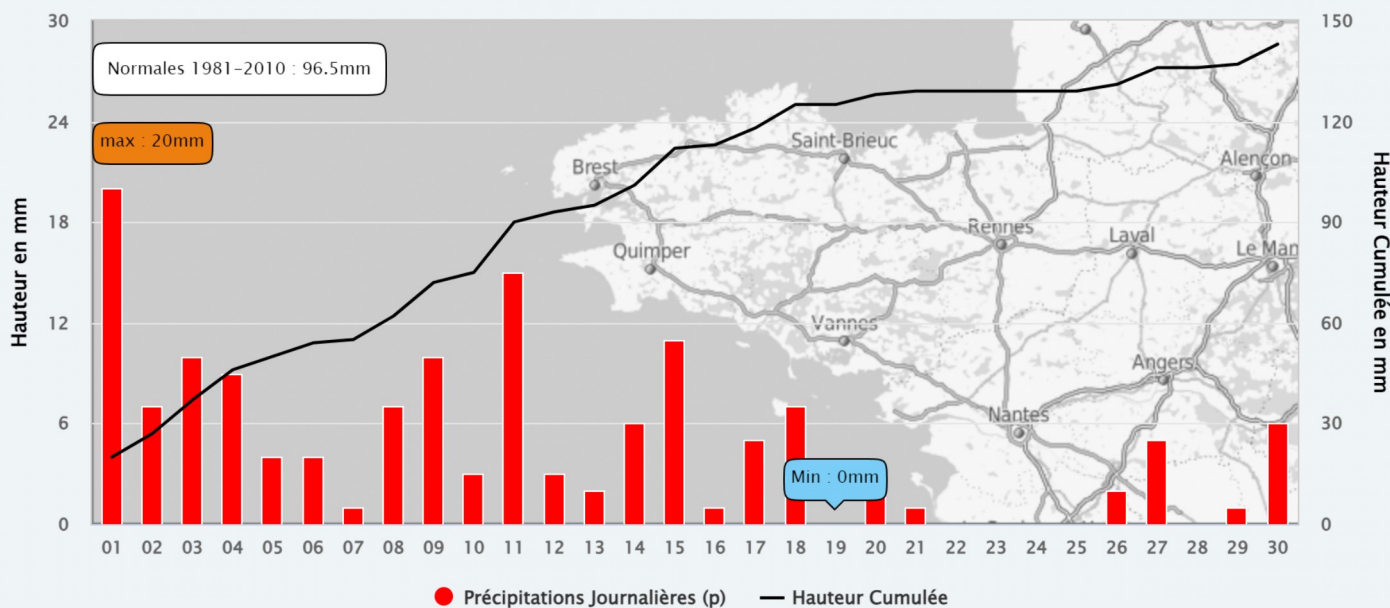 30
24
18
12
6
0
Hauteur en mm
150
120
90
60
30
0
Hauteur Cumulée en mm
Normales 1981-2010 : 96.5mm
max : 20mm
Min : 0mm
Brest
Saint-Brieuc
Alençon
Quimper
Rennes
Laval
Le Man
Vannes
Angers
Nantes
01 02 03 04 05 06 07 08 09 10 11 12 13 14 15 16 17 18 19 20 21 22 23 24 25 26 27 28 29 30
Précipitations Journalières (p) Hauteur Cumulée